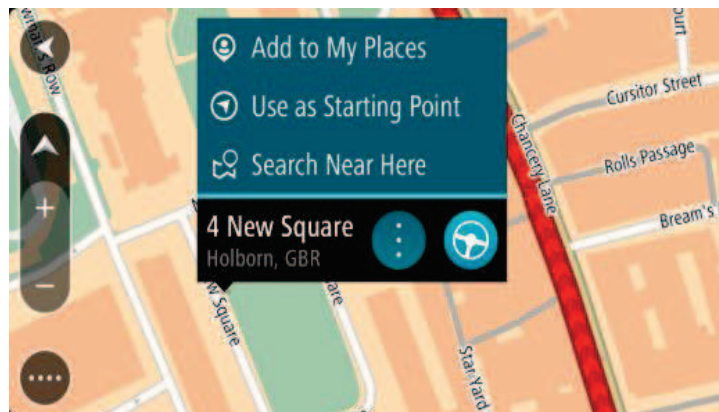 Add to My Places
Use as Starting Point
Search Near Here
4 New Square
Holborn, GBR
Row
Cursitor Street
Chancery Lane
Rolls Passage
Bream's
Square
Star Yard